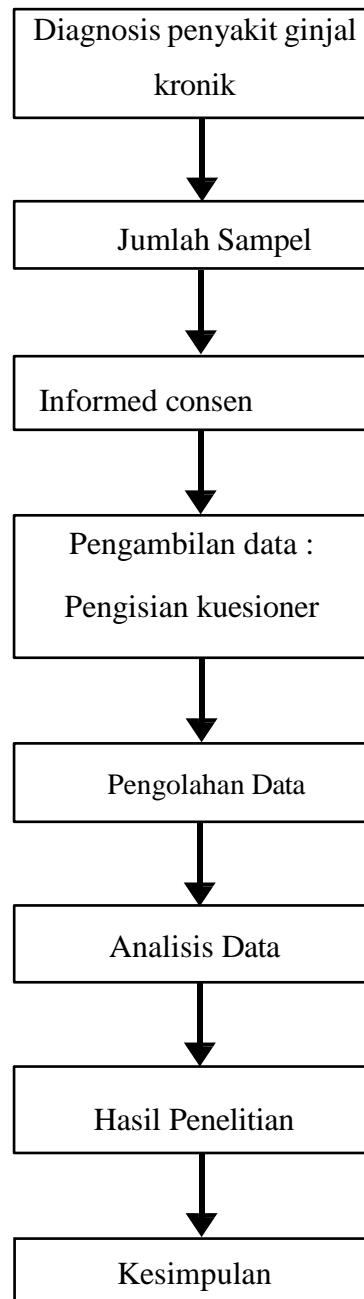 Diagnosis penyakit ginjal
kronik
Jumlah Sampel
Informed consen
Pengambilan data :
Pengisian kuesioner
Pengolahan Data
Analisis Data
Hasil Penelitian
Kesimpulan